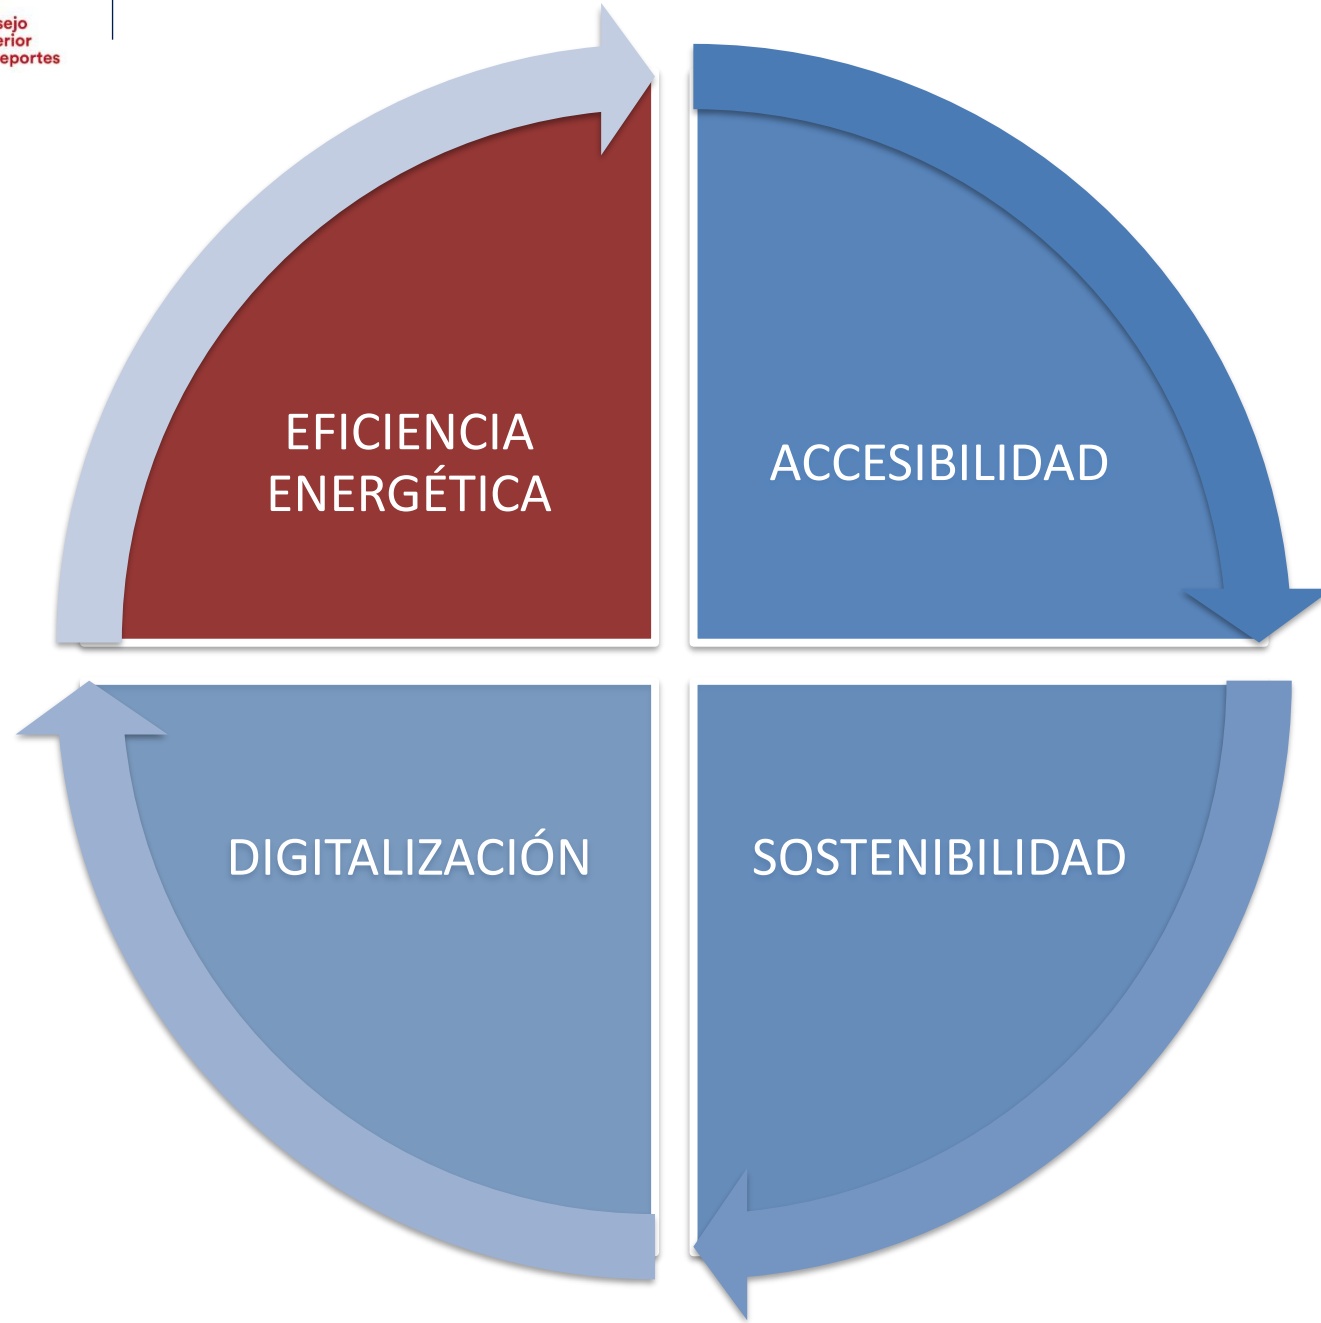 sejo
erior
eportes
EFICIENCIA
ENERGÉTICA
ACCESIBILIDAD
DIGITALIZACIÓN
SOSTENIBILIDAD